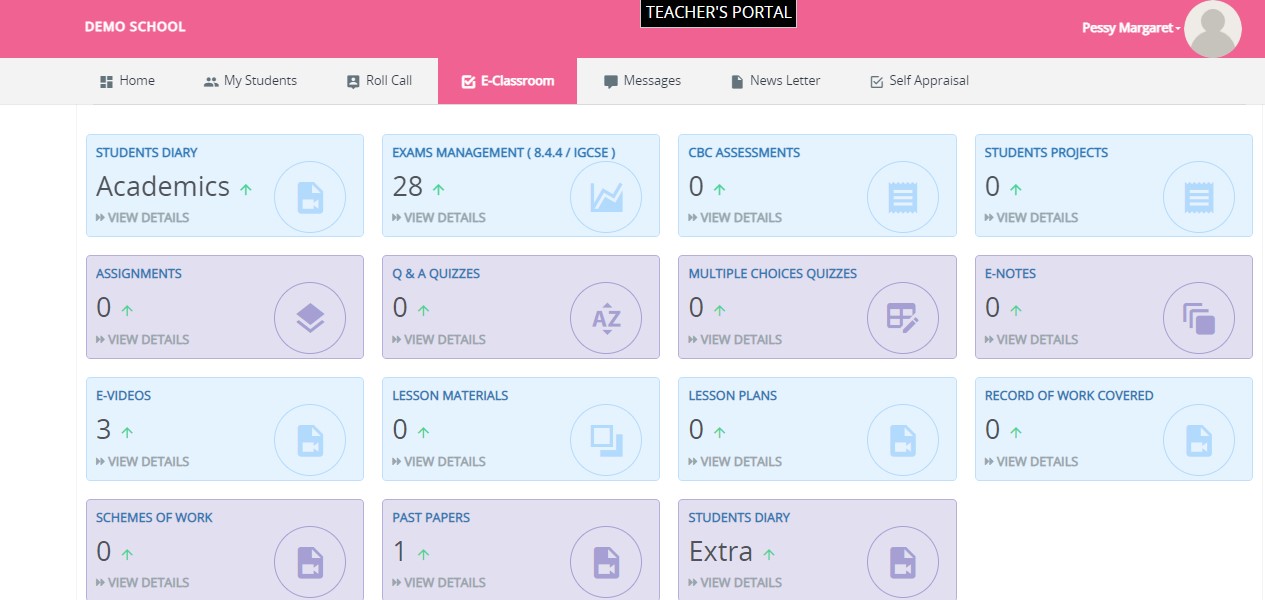 TEACHER'S PORTAL
DEMO SCHOOL
Pessy Margaret
Home
My Students
Roll Call
E-Classroom
Messages
News Letter
Self Appraisal
STUDENTS DIARY
Academics
VIEW DETAILS
EXAMS MANAGEMENT ( 8.4.4 / IGCSE )
28
VIEW DETAILS
CBC ASSESSMENTS
0
VIEW DETAILS
STUDENTS PROJECTS
0
VIEW DETAILS
ASSIGNMENTS
0
VIEW DETAILS
Q & A QUIZZES
0
VIEW DETAILS
AZ
MULTIPLE CHOICES QUIZZES
0
VIEW DETAILS
E-NOTES
0
VIEW DETAILS
E-VIDEOS
3
VIEW DETAILS
LESSON MATERIALS
0
VIEW DETAILS
LESSON PLANS
0
VIEW DETAILS
RECORD OF WORK COVERED
0
VIEW DETAILS
SCHEMES OF WORK
0
VIEW DETAILS
PAST PAPERS
1
VIEW DETAILS
STUDENTS DIARY
Extra
VIEW DETAILS